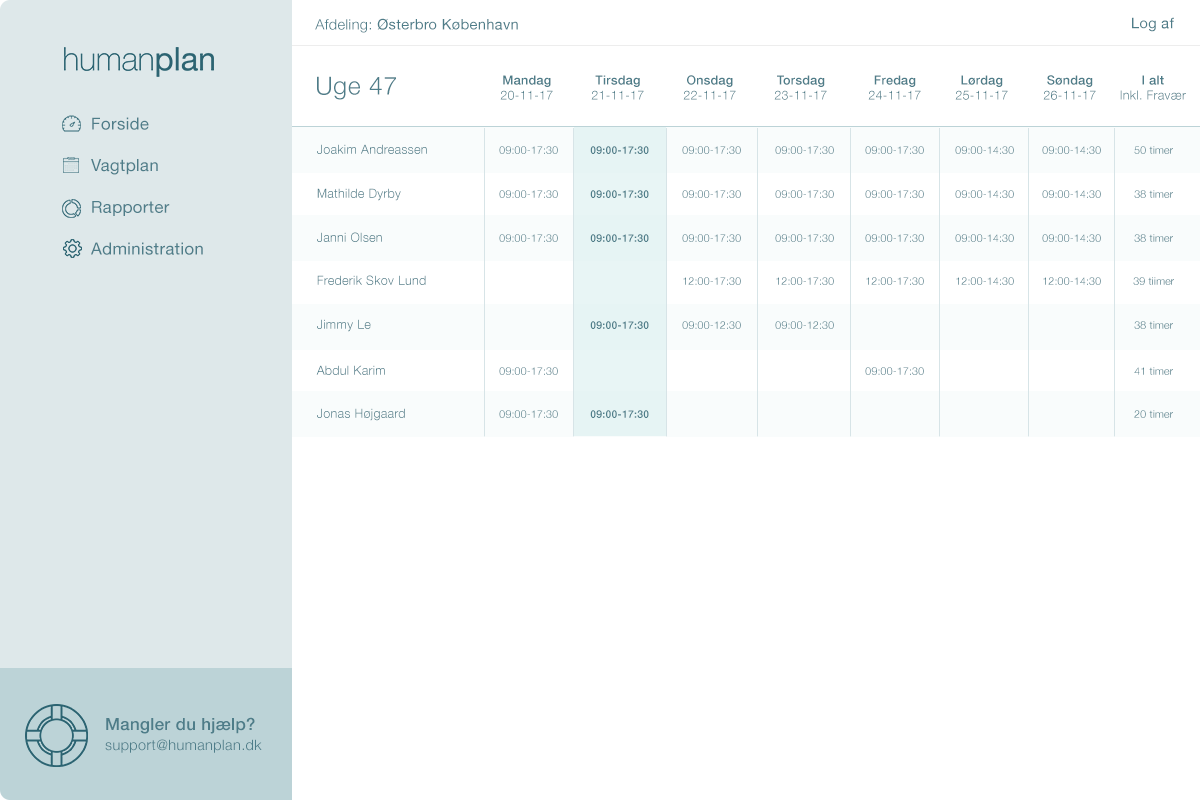 humanplan
Forside
Vagtplan
Rapporter
Administration
Mangler du hjælp?
support@humanplan.dk
Afdeling: Østerbro København
Log af
Uge 47 Mandag Tirsdag Onsdag Torsdag Fredag Lørdag Søndag I alt
20-11-17 21-11-17 22-11-17 23-11-17 24-11-17 25-11-17 26-11-17 Inkl. Fravær
Joakim Andreassen 09:00-17:30 09:00-17:30 09:00-17:30 09:00-17:30 09:00-17:30 09:00-14:30 09:00-14:30 50 timer
Mathilde Dyrby 09:00-17:30 09:00-17:30 09:00-17:30 09:00-17:30 09:00-17:30 09:00-14:30 09:00-14:30 38 timer
Janni Olsen 09:00-17:30 09:00-17:30 09:00-17:30 09:00-17:30 09:00-17:30 09:00-14:30 09:00-14:30 38 timer
Frederik Skov Lund 12:00-17:30 12:00-17:30 12:00-17:30 12:00-14:30 12:00-14:30 39 tiimer
Jimmy Le 09:00-17:30 09:00-12:30 09:00-12:30 38 timer
Abdul Karim 09:00-17:30 09:00-17:30 41 timer
Jonas Højgaard 09:00-17:30 09:00-17:30 20 timer